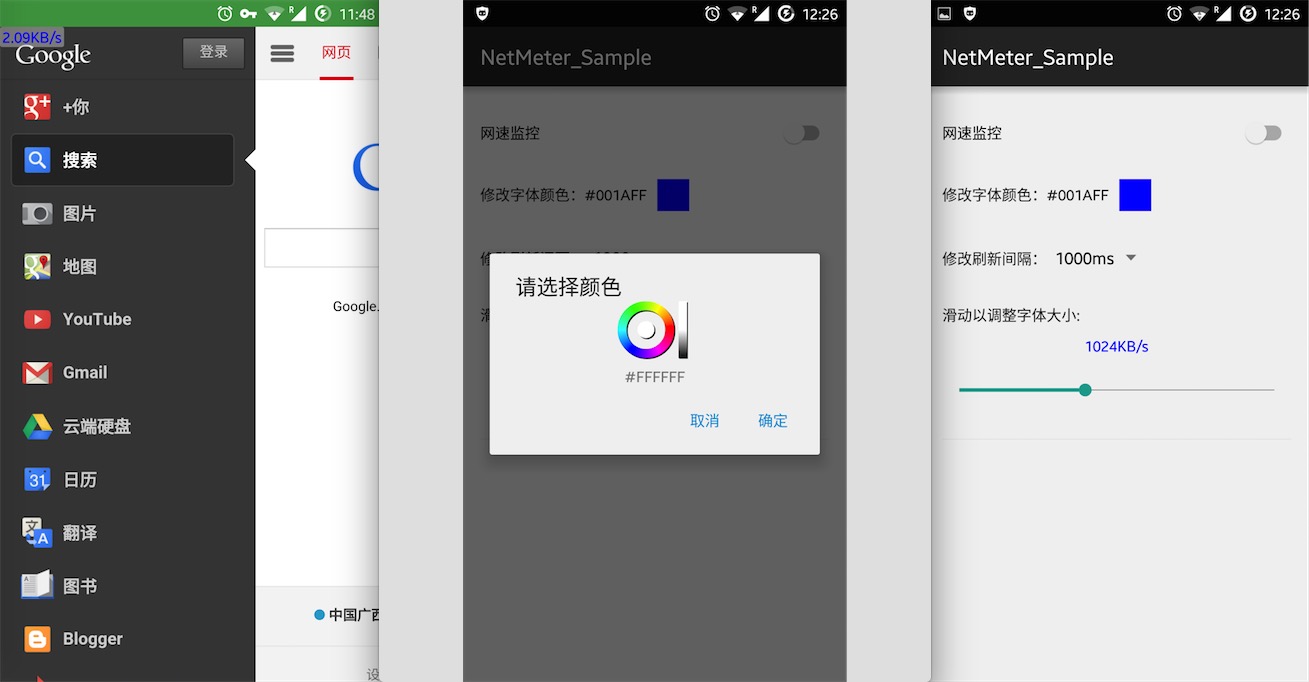 11:48
2.09KB/s
Google
登录
网页
+你
搜索
图片
地图
Google.
YouTube
Gmail
云端硬盘
31
日历
文
A
翻译
图书
中国广西
Blogger
设
R
12:26
NetMeter_Sample
网速监控
修改字体颜色：#001AFF
请选择颜色
#FFFFFF
取消
确定
R
12:26
NetMeter_Sample
网速监控
修改字体颜色：#001AFF
修改刷新间隔：
1000ms
滑动以调整字体大小:
1024KB/s